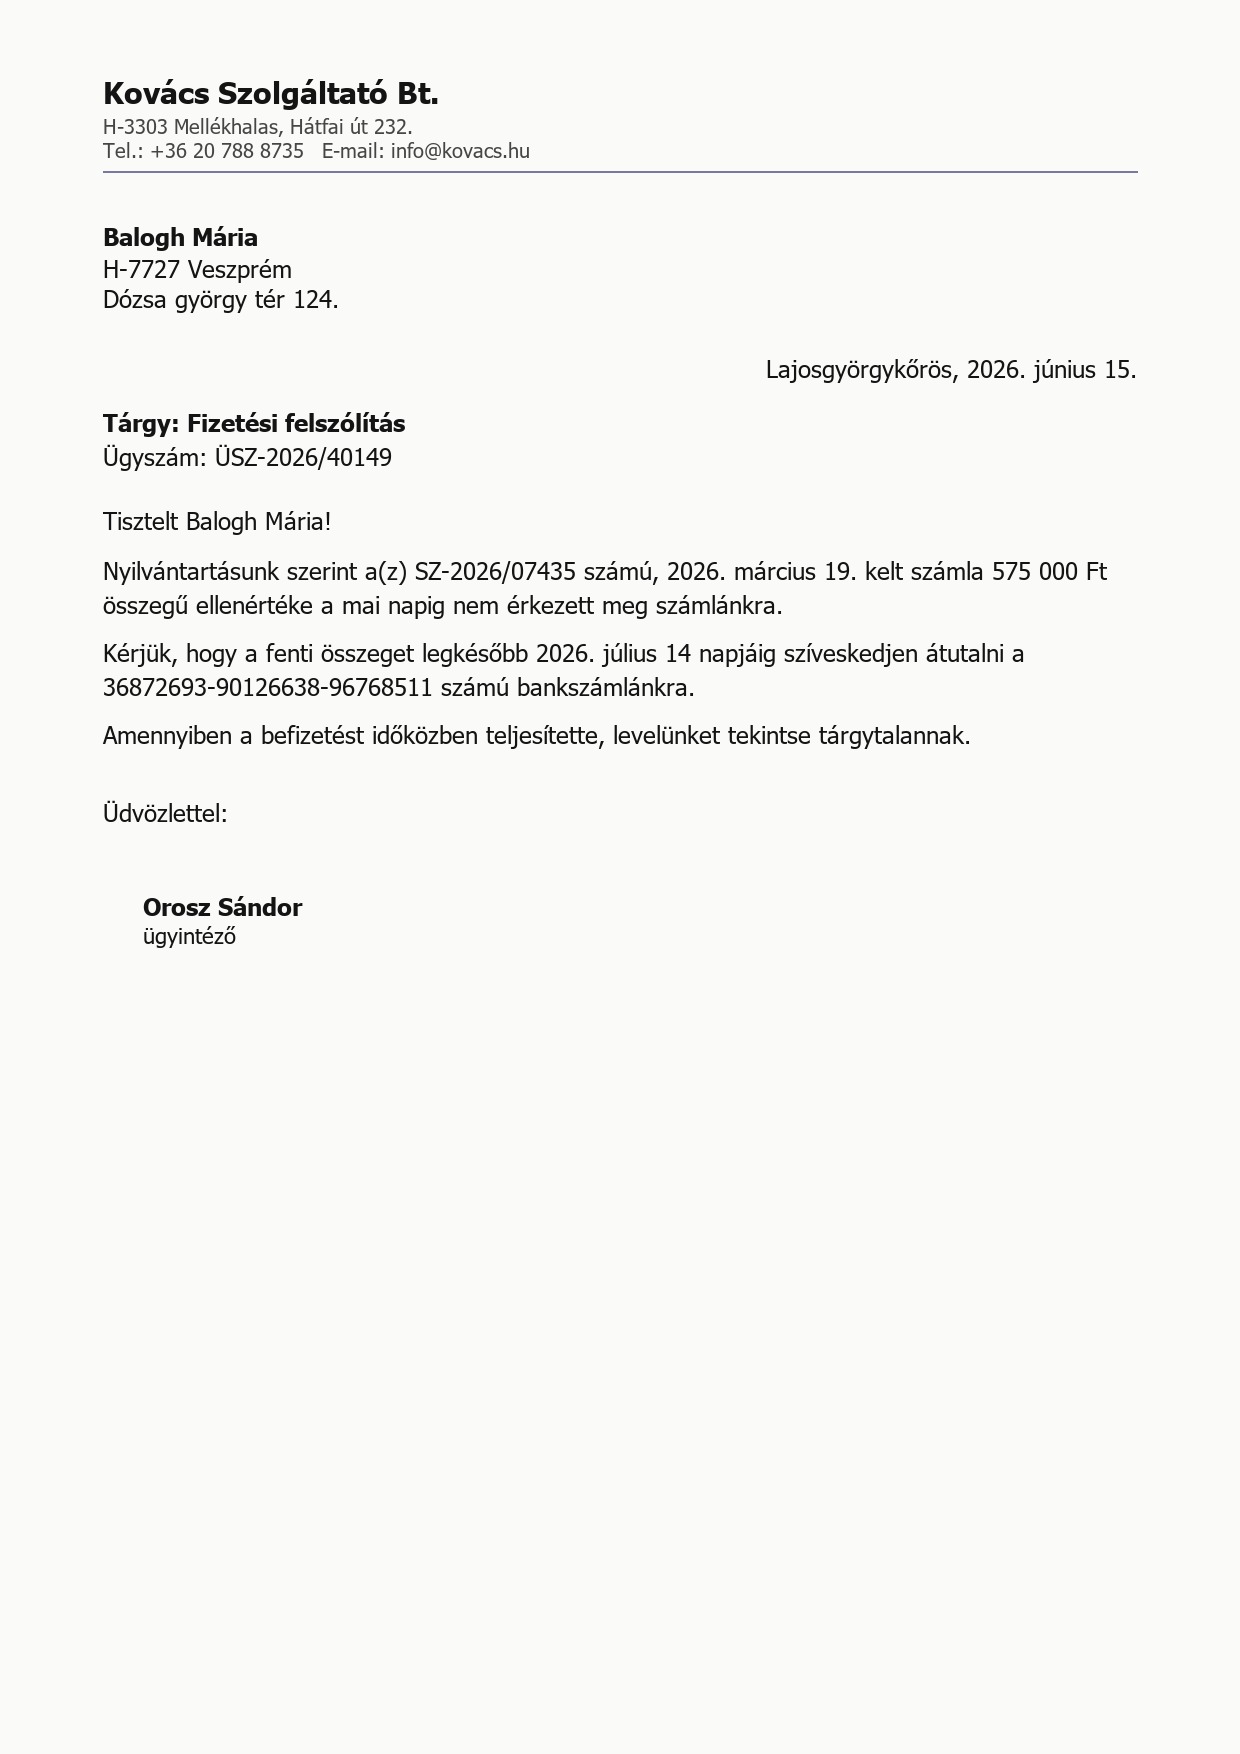 Kovács Szolgáltató Bt.
H-3303 Mellékhalas, Hátfai út 232.
Tel.: +36 20 788 8735 E-mail: info@kovacs.hu
Balogh Mária
H-7727 Veszprém
Dózsa györgy tér 124.
Lajosgyörgykőrös, 2026. június 15.
Tárgy: Fizetési felszólítás
Ügyszám: ÜSZ-2026/40149
Tisztelt Balogh Mária!
Nyilvántartásunk szerint a(z) SZ-2026/07435 számú, 2026. március 19. kelt számla 575 000 Ft
összegű ellenértéke a mai napig nem érkezett meg számlánkra.
Kérjük, hogy a fenti összeget legkésőbb 2026. július 14 napjáig szíveskedjen átutalni a
36872693-90126638-96768511 számú bankszámlánkra.
Amennyiben a befizetést időközben teljesítette, levelünket tekintse tárgytalannak.
Üdvözlettel:
Orosz Sándor
ügyintéző